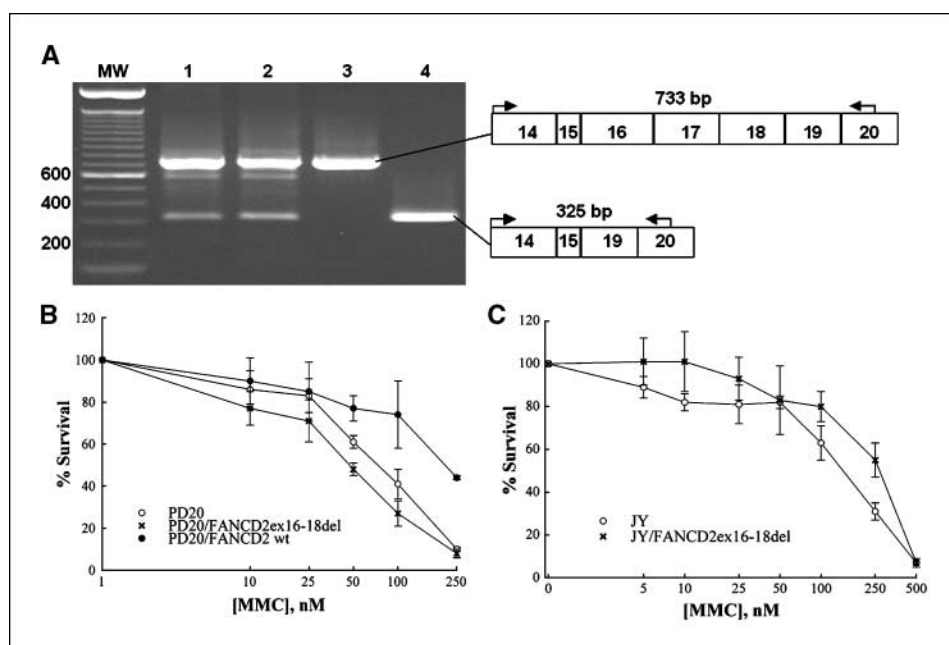 A
MW 1 2 3 4
600
400
200
733 bp
14 15 16 17 18 19 20
325 bp
14 15 19 20
B
% Survival
120
100
80
60
40
20
0
PD20
PD20/FANCD2ex16-18del
PD20/FANCD2 wt
1 10 25 50 100 250
[MMC], nM
C
% Survival
120
100
80
60
40
20
0
JY
JY/FANCD2ex16-18del
0 5 10 25 50 100 250 500
[MMC], nM